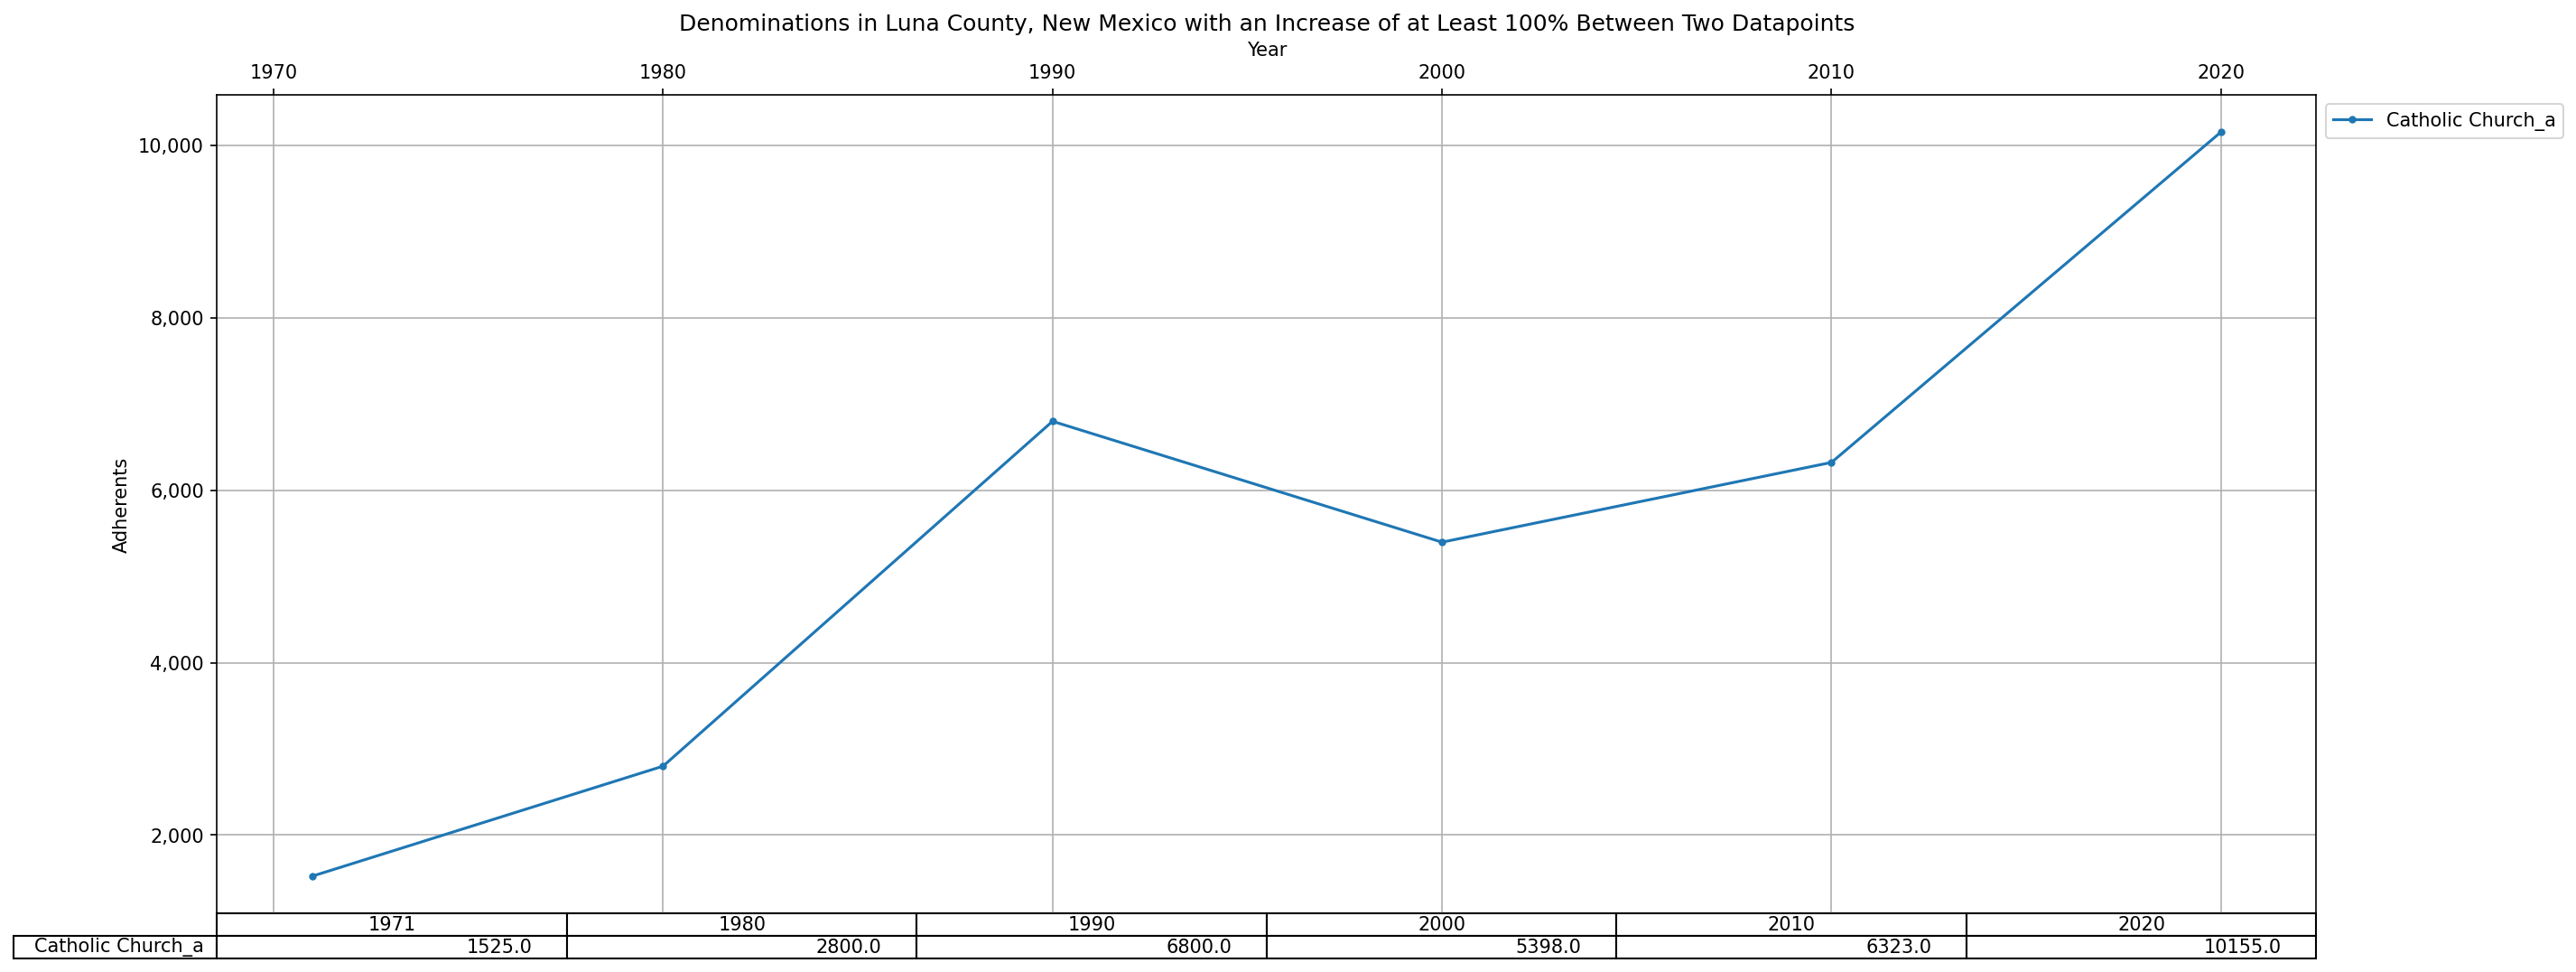 Denominations in Luna County, New Mexico with an Increase of at Least 100% Between Two Datapoints
Year
1970 1980 1990 2000 2010 2020
Catholic Church_a
10,000
8,000
6,000
4,000
2,000
Adherents
1971 1980 1990 2000 2010 2020
Catholic Church_a 1525.0 2800.0 6800.0 5398.0 6323.0 10155.0